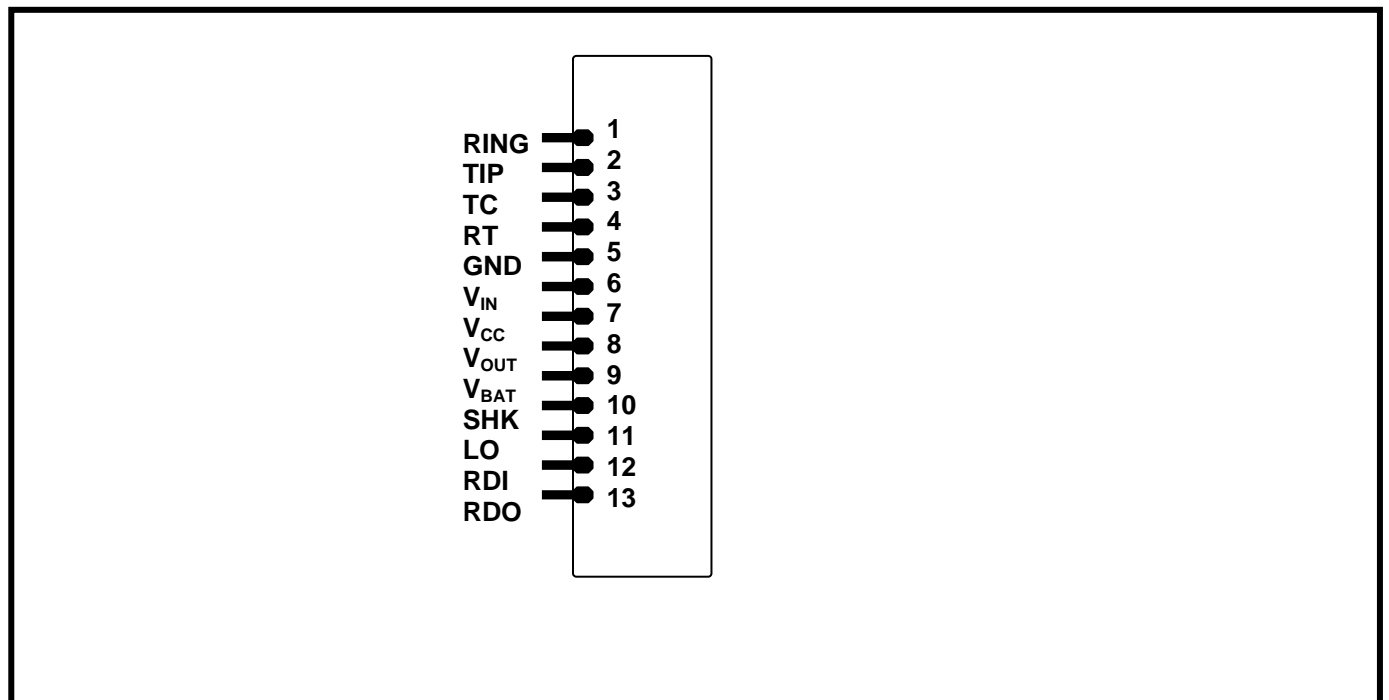 RING 1
TIP 2
TC 3
RT 4
GND 5
V_IN 6
V_CC 7
V_OUT 8
V_BAT 9
SHK 10
LO 11
RDI 12
RDO 13